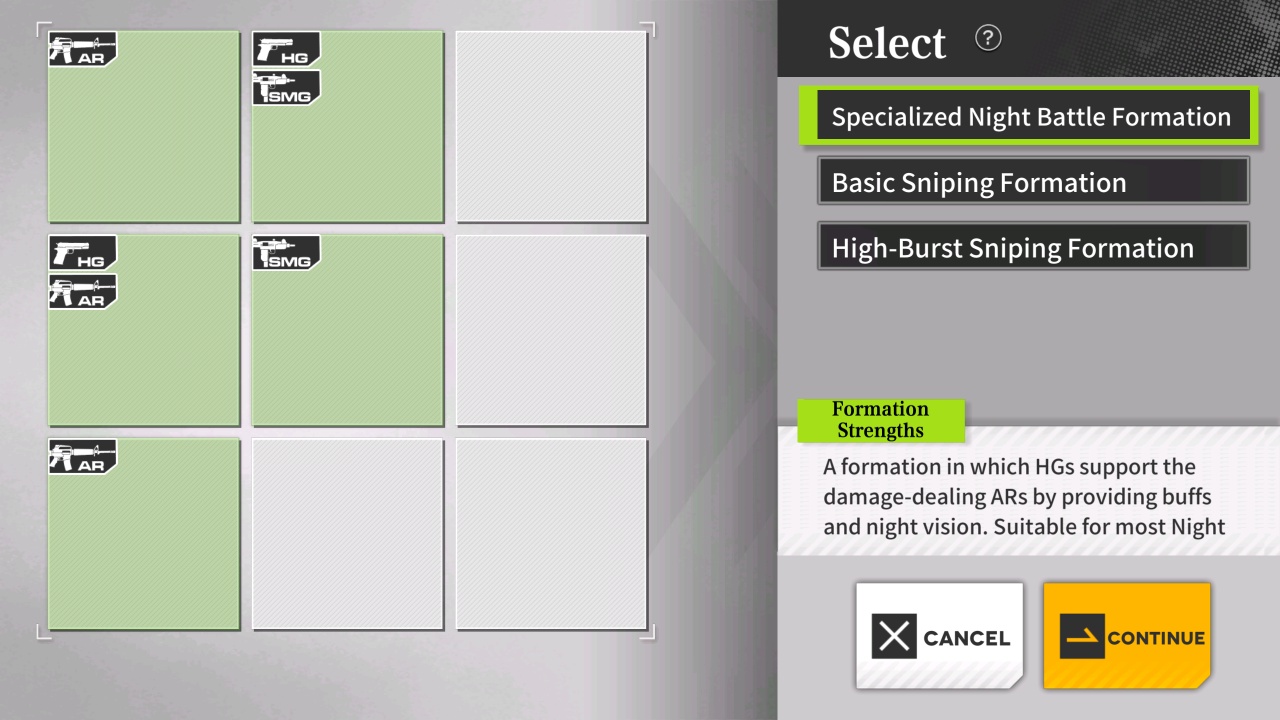 AR
HG
SMG
HG
AR
SMG
AR
Select
?
Specialized Night Battle Formation
Basic Sniping Formation
High-Burst Sniping Formation
Formation
Strengths
A formation in which HGs support the
damage-dealing ARs by providing buffs
and night vision. Suitable for most Night
CANCEL
CONTINUE